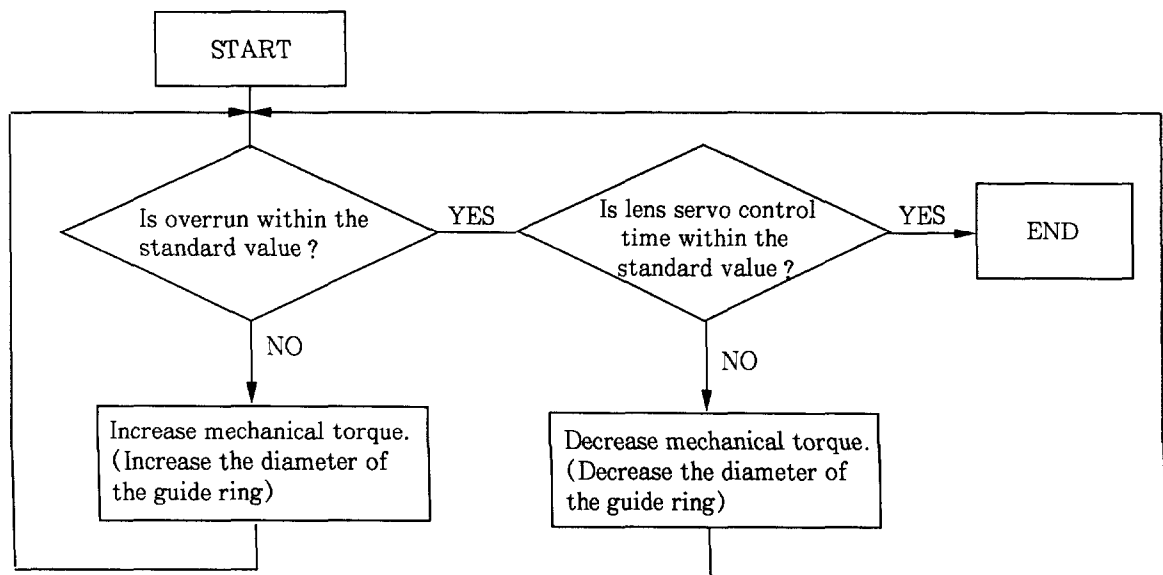 START
Is overrun within the
standard value?
YES
Is lens servo control
time within the
standard value?
YES
END
NO
NO
Increase mechanical torque.
(Increase the diameter of
the guide ring)
Decrease mechanical torque.
(Decrease the diameter of
the guide ring)